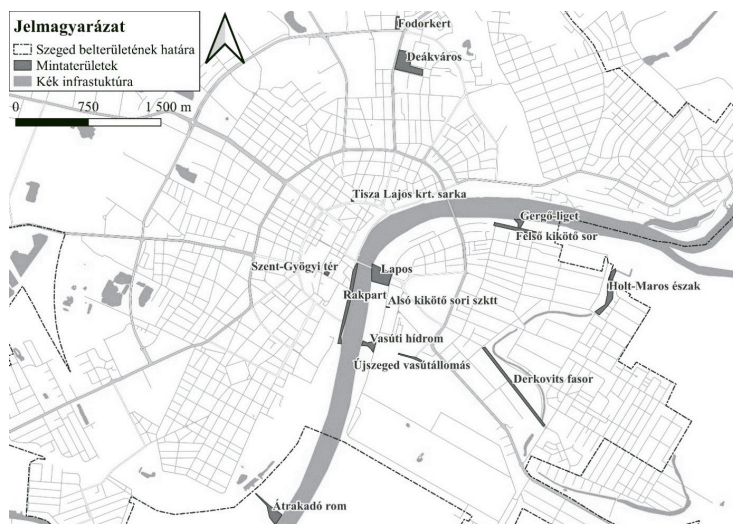 Jelmagyarázat
Szeged belterületének határa
Mintaterületek
Kék infrastuktúra
0 750 1 500 m
Fodorkert
Deákváros
Tisza Lajos krt. sarka
Gergő-liget
Felső kikötő sor
Szent-Gyögyi tér
Lapos
Holt-Maros észak
Rakpart
Alsó kikötő sori szktt
Vasúti hídrom
Újszeged vasútállomás
Derkovits fasor
Átrakadó rom